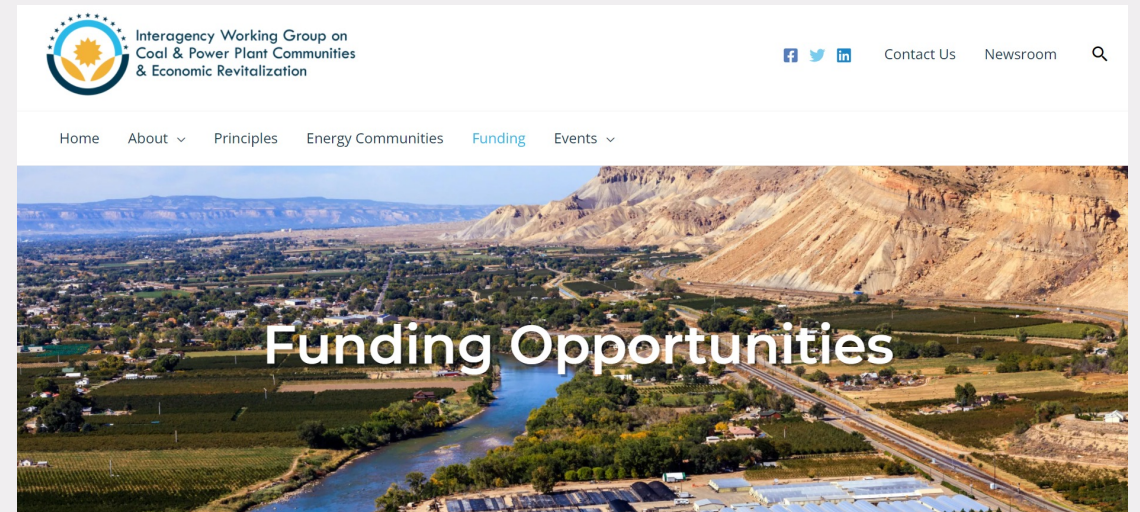 Interagency Working Group on
Coal & Power Plant Communities
& Economic Revitalization
Contact Us
Newsroom
Home
About
Principles
Energy Communities
Funding
Events
Funding Opportunities